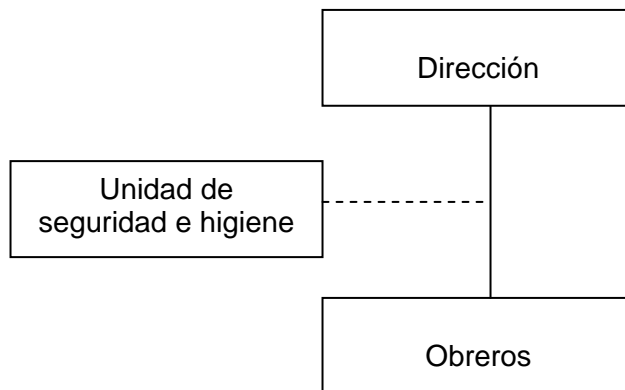 Dirección
Unidad de
seguridad e higiene
Obreros